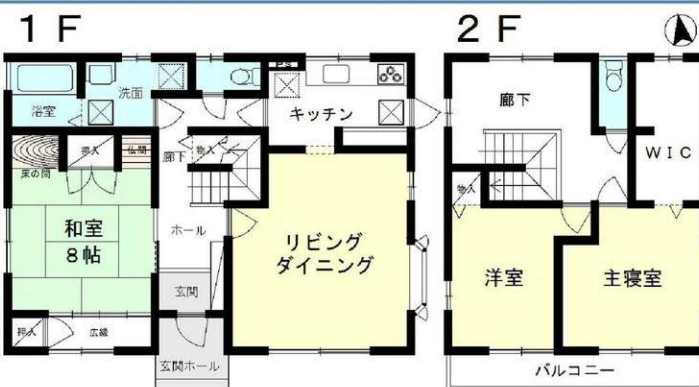 1F
2F
PS
洗面
浴室
キッチン
廊下
WIC
押入
仏間
床の間
廊下
物入
和室
8帖
ホール
リビング
ダイニング
物入
洋室
主寝室
玄関
押入
広縁
玄関ホール
バルコニー